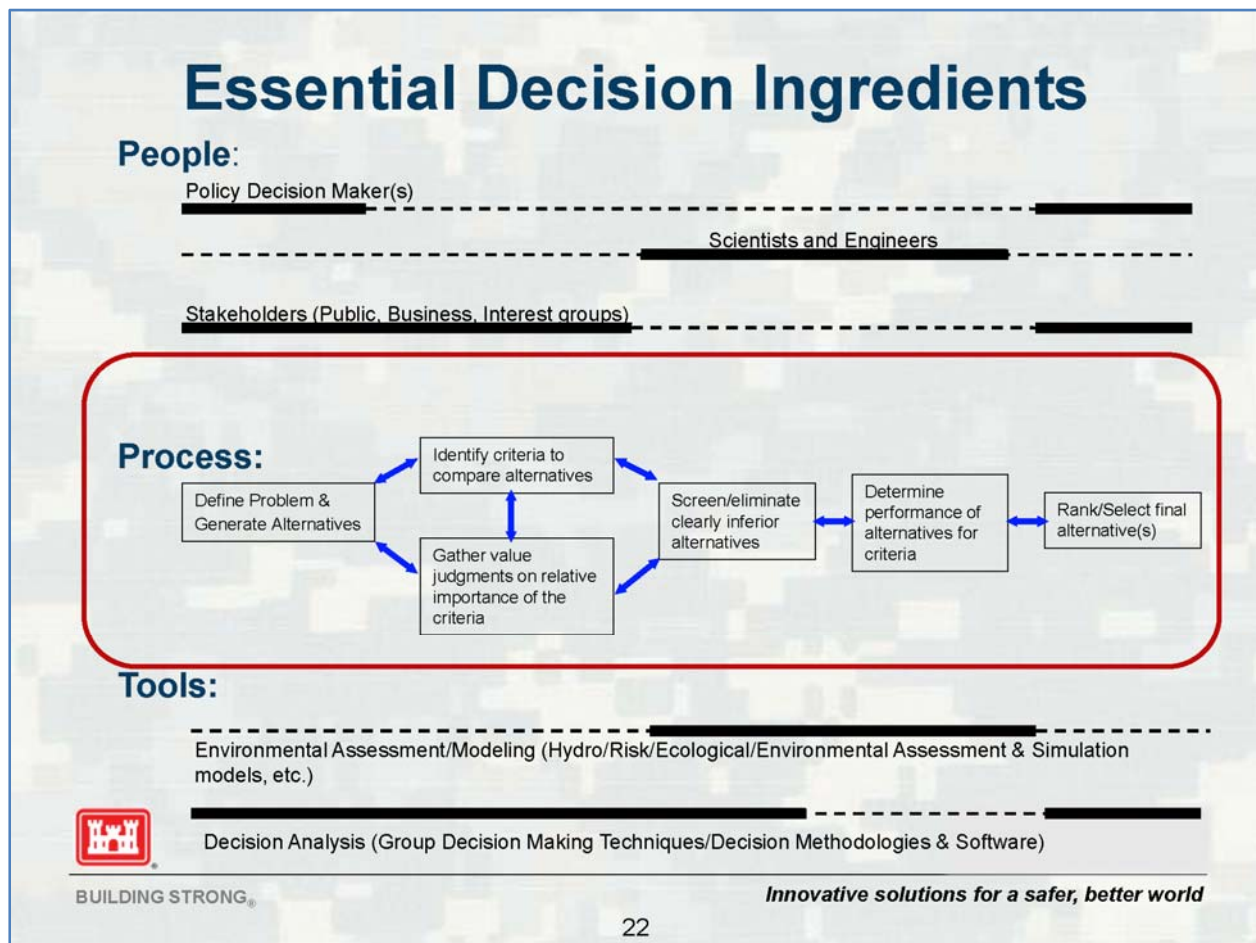 Essential Decision Ingredients
People:
Policy Decision Maker(s)
Scientists and Engineers
Stakeholders (Public, Business, Interest groups)
Process:
Define Problem &
Generate Alternatives
Identify criteria to
compare alternatives
Gather value
judgments on relative
importance of the
criteria
Screen/eliminate
clearly inferior
alternatives
Determine
performance of
alternatives for
criteria
Rank/Select final
alternative(s)
Tools:
Environmental Assessment/Modeling (Hydro/Risk/Ecological/Environmental Assessment & Simulation
models, etc.)
Decision Analysis (Group Decision Making Techniques/Decision Methodologies & Software)
®
BUILDING STRONG®
Innovative solutions for a safer, better world
22